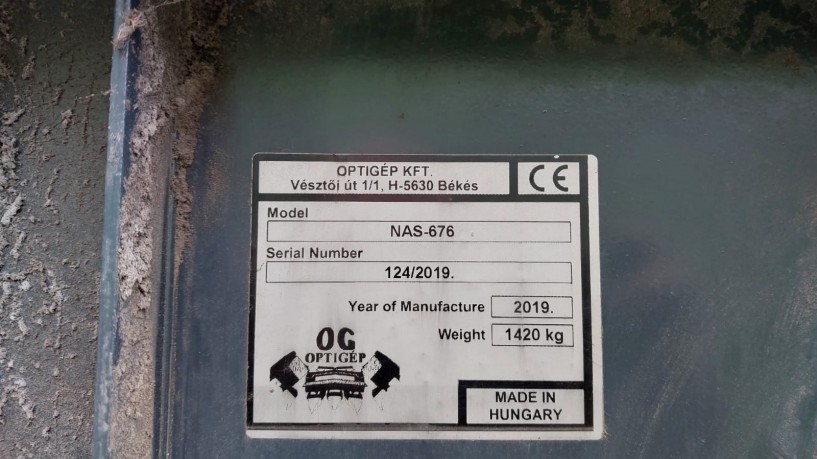 OPTIGÉP KFT.
Vésztői út 1/1, H-5630 Békés
CE
Model
NAS-676
Serial Number
124/2019.
Year of Manufacture 2019.
Weight 1420 kg
OG
OPTIGÉP
MADE IN
HUNGARY